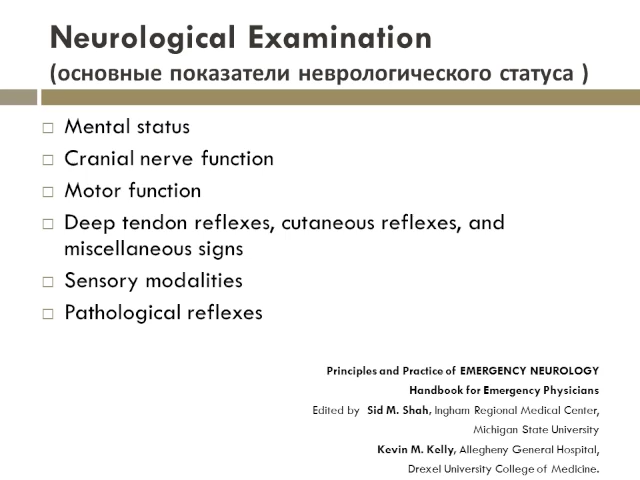 Neurological Examination
(основные показатели неврологического статуса )
Mental status
Cranial nerve function
Motor function
Deep tendon reflexes, cutaneous reflexes, and
miscellaneous signs
Sensory modalities
Pathological reflexes
Principles and Practice of EMERGENCY NEUROLOGY
Handbook for Emergency Physicians
Edited by Sid M. Shah, Ingham Regional Medical Center,
Michigan State University
Kevin M. Kelly, Allegheny General Hospital,
Drexel University College of Medicine.